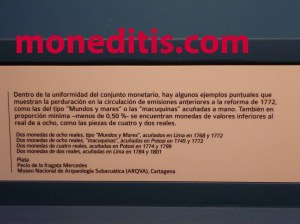 moneditis.com
Dentro de la uniformidad del conjunto monetario, hay algunos ejemplos puntuales que
muestran la perduración en la circulación de emisiones anteriores a la reforma de 1772,
como las del tipo "Mundos y mares" o las "macuquinas" acuñadas a mano. También en
proporción mínima –menos de 0,50 %– se encuentran monedas de valores inferiores al
real de a ocho, como las piezas de cuatro y dos reales.
Dos monedas de ocho reales, tipo "Mundos y Mares", acuñadas en Lima en 1768 y 1772
Dos monedas de ocho reales, "macuquinas", acuñadas en Potosí en 1749 y 1772
Dos monedas de cuatro reales, acuñadas en Potosí en 1774 y 1799
Dos monedas de dos reales, acuñadas en Lima en 1784 y 1801
Plata
Pecio de la fragata Mercedes
Museo Nacional de Arqueología Subacuática (ARQVA), Cartagena